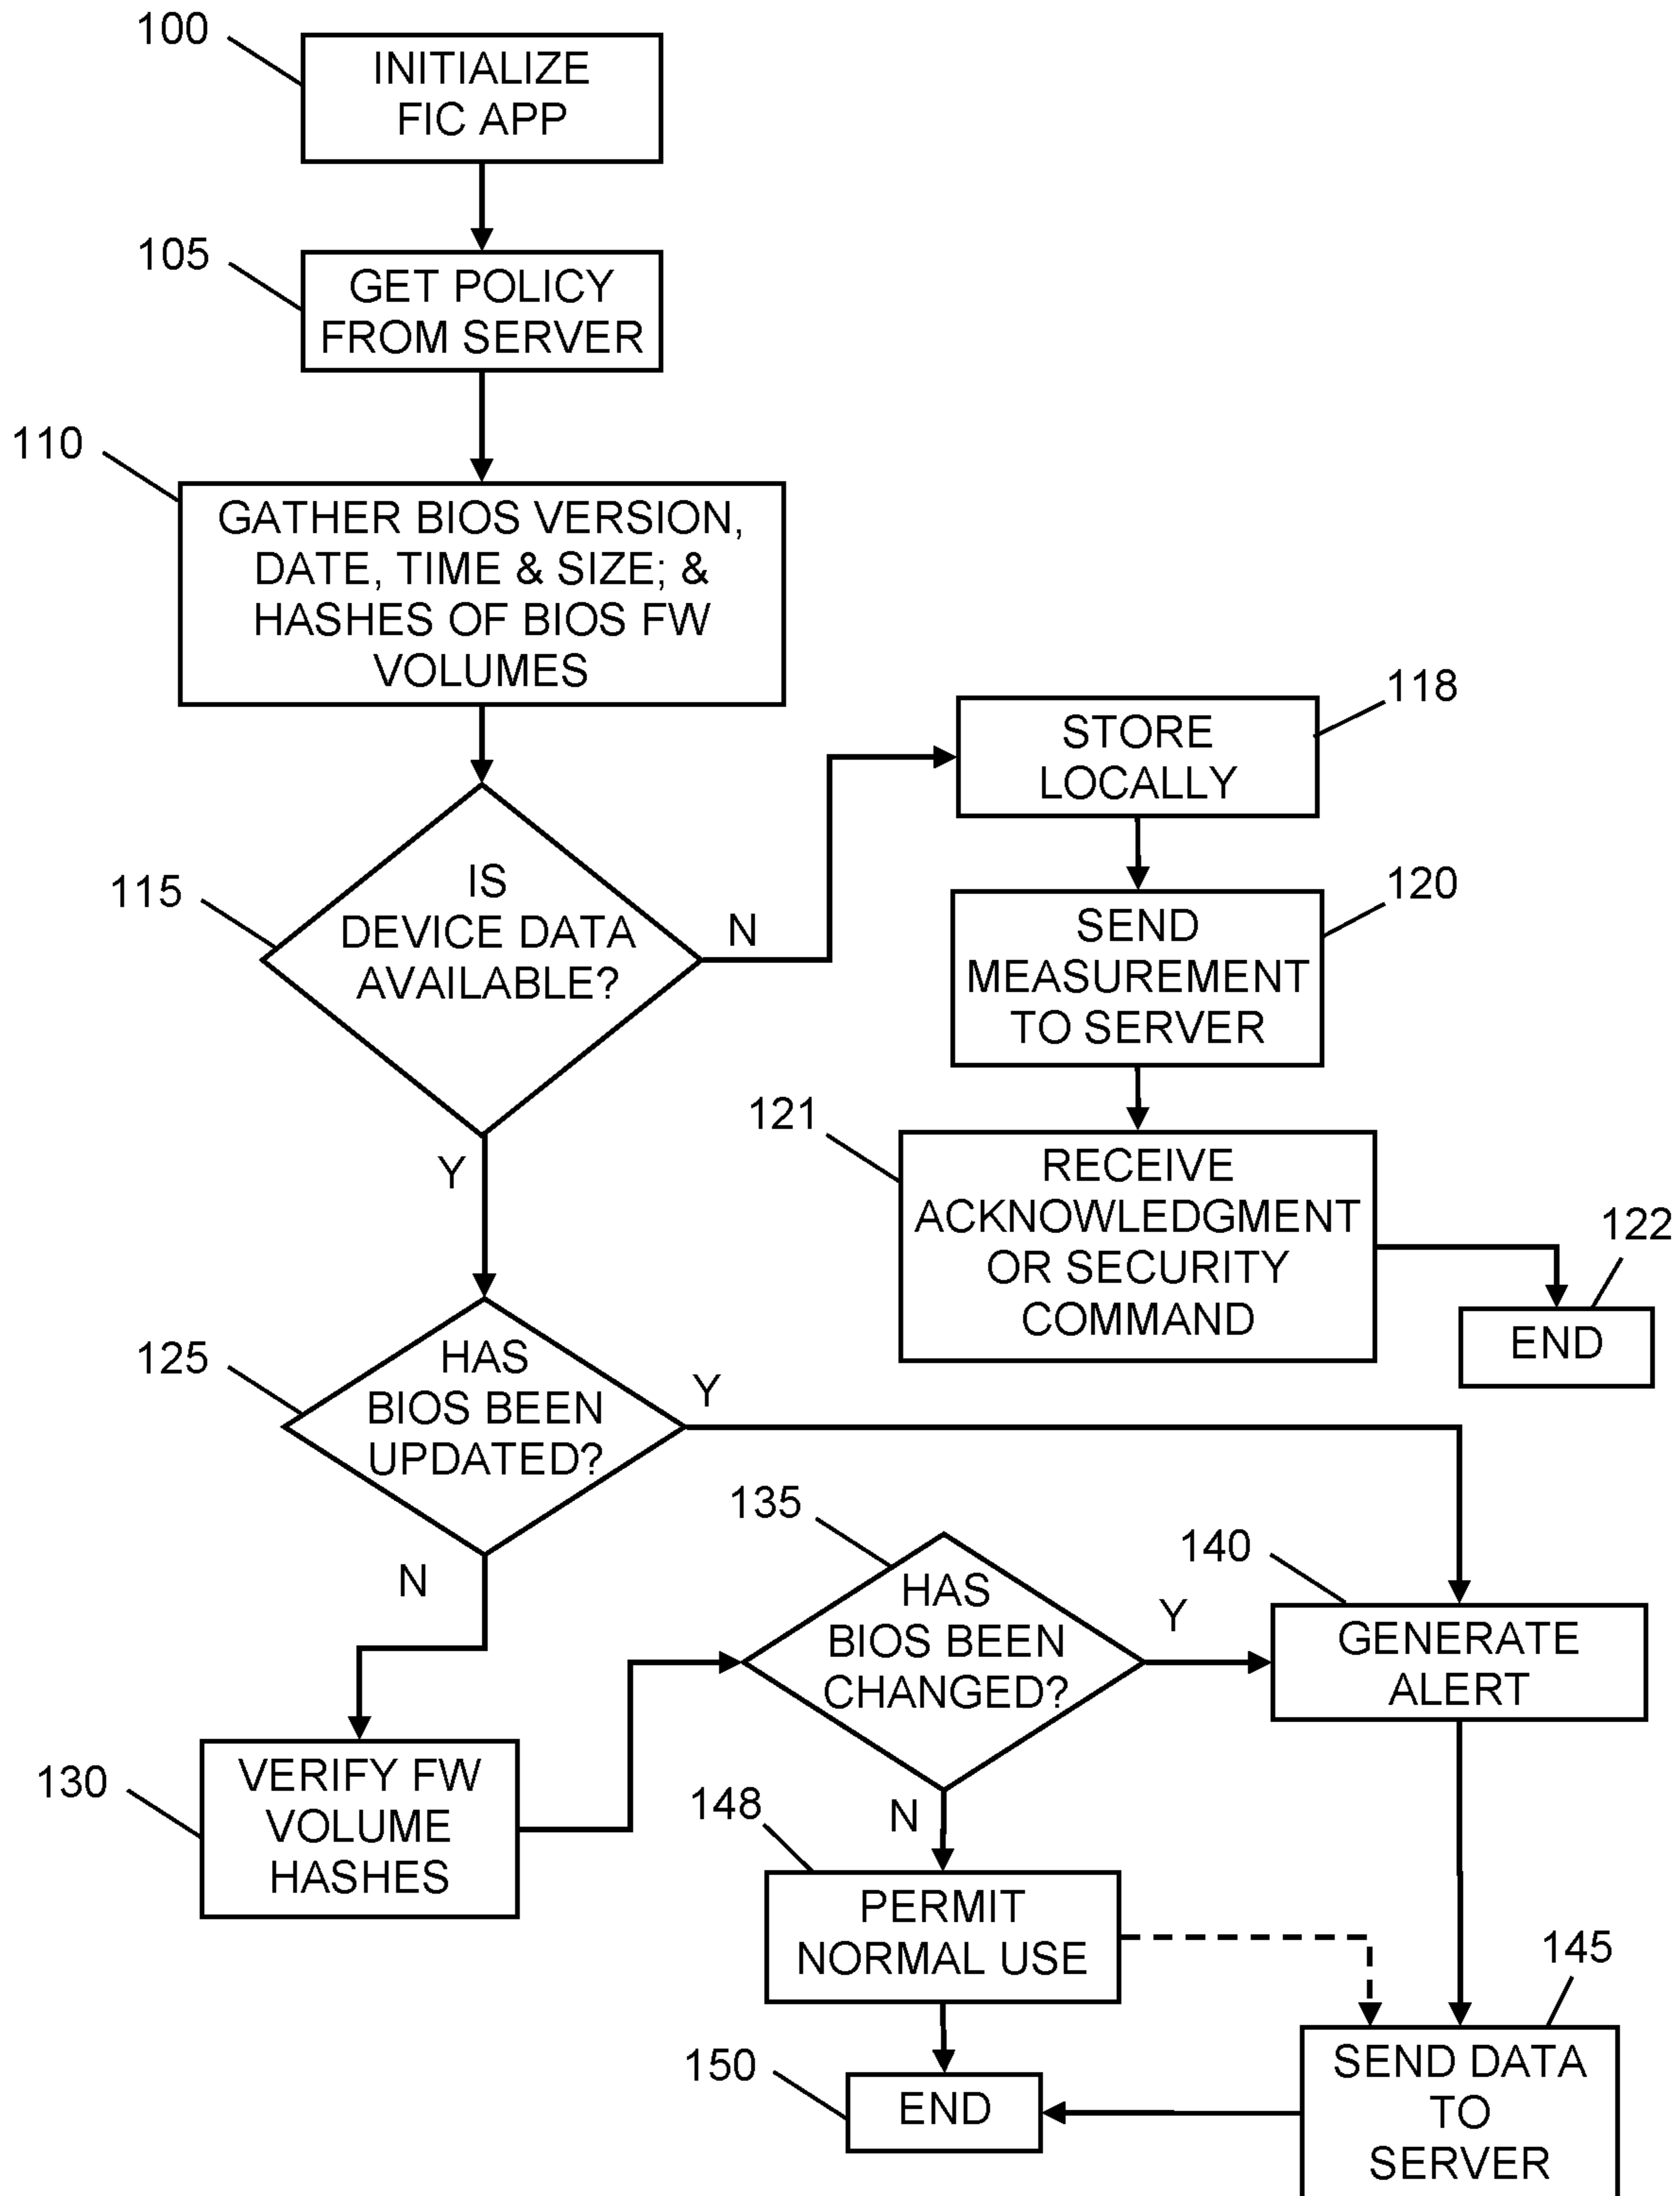 100
INITIALIZE
FIC APP
105
GET POLICY
FROM SERVER
110
GATHER BIOS VERSION,
DATE, TIME & SIZE; &
HASHES OF BIOS FW
VOLUMES
118
STORE
LOCALLY
115
IS
DEVICE DATA
AVAILABLE?
N
120
SEND
MEASUREMENT
TO SERVER
Y
121
RECEIVE
ACKNOWLEDGMENT
OR SECURITY
COMMAND
122
END
125
HAS
BIOS BEEN
UPDATED?
Y
N
135
HAS
BIOS BEEN
CHANGED?
Y
140
GENERATE
ALERT
130
VERIFY FW
VOLUME
HASHES
N
148
PERMIT
NORMAL USE
145
SEND DATA
TO
SERVER
150
END